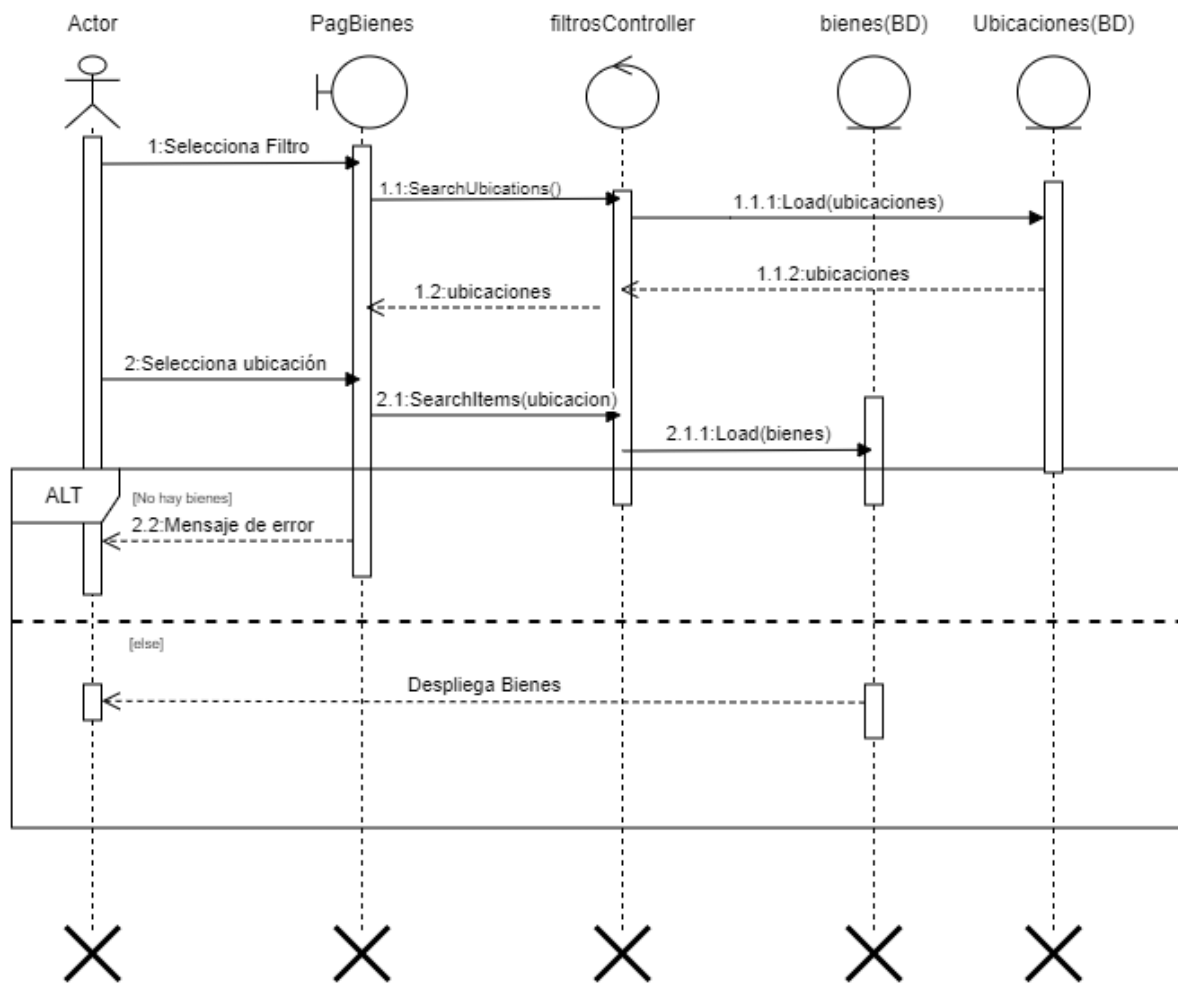 Actor
PagBienes
filtrosController
bienes(BD)
Ubicaciones(BD)
1:Selecciona Filtro
1.1:SearchUbications()
1.1.1:Load(ubicaciones)
1.1.2:ubicaciones
1.2:ubicaciones
2:Selecciona ubicación
2.1:SearchItems(ubicacion)
2.1.1:Load(bienes)
ALT
[No hay bienes]
2.2:Mensaje de error
[else]
Despliega Bienes